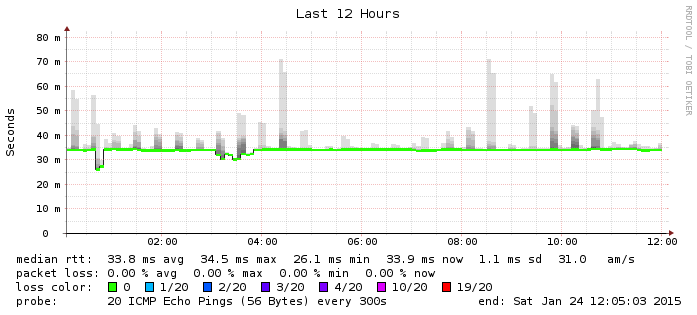 Last 12 Hours
RRDTOOL / TOBI OETIKER
Seconds
80 m
70 m
60 m
50 m
40 m
30 m
20 m
10 m
0
02:00 04:00 06:00 08:00 10:00 12:00
median rtt: 33.8 ms avg 34.5 ms max 26.1 ms min 33.9 ms now 1.1 ms sd 31.0 am/s
packet loss: 0.00 % avg 0.00 % max 0.00 % min 0.00 % now
loss color: 0 1/20 2/20 3/20 4/20 10/20 19/20
probe: 20 ICMP Echo Pings (56 Bytes) every 300s end: Sat Jan 24 12:05:03 2015